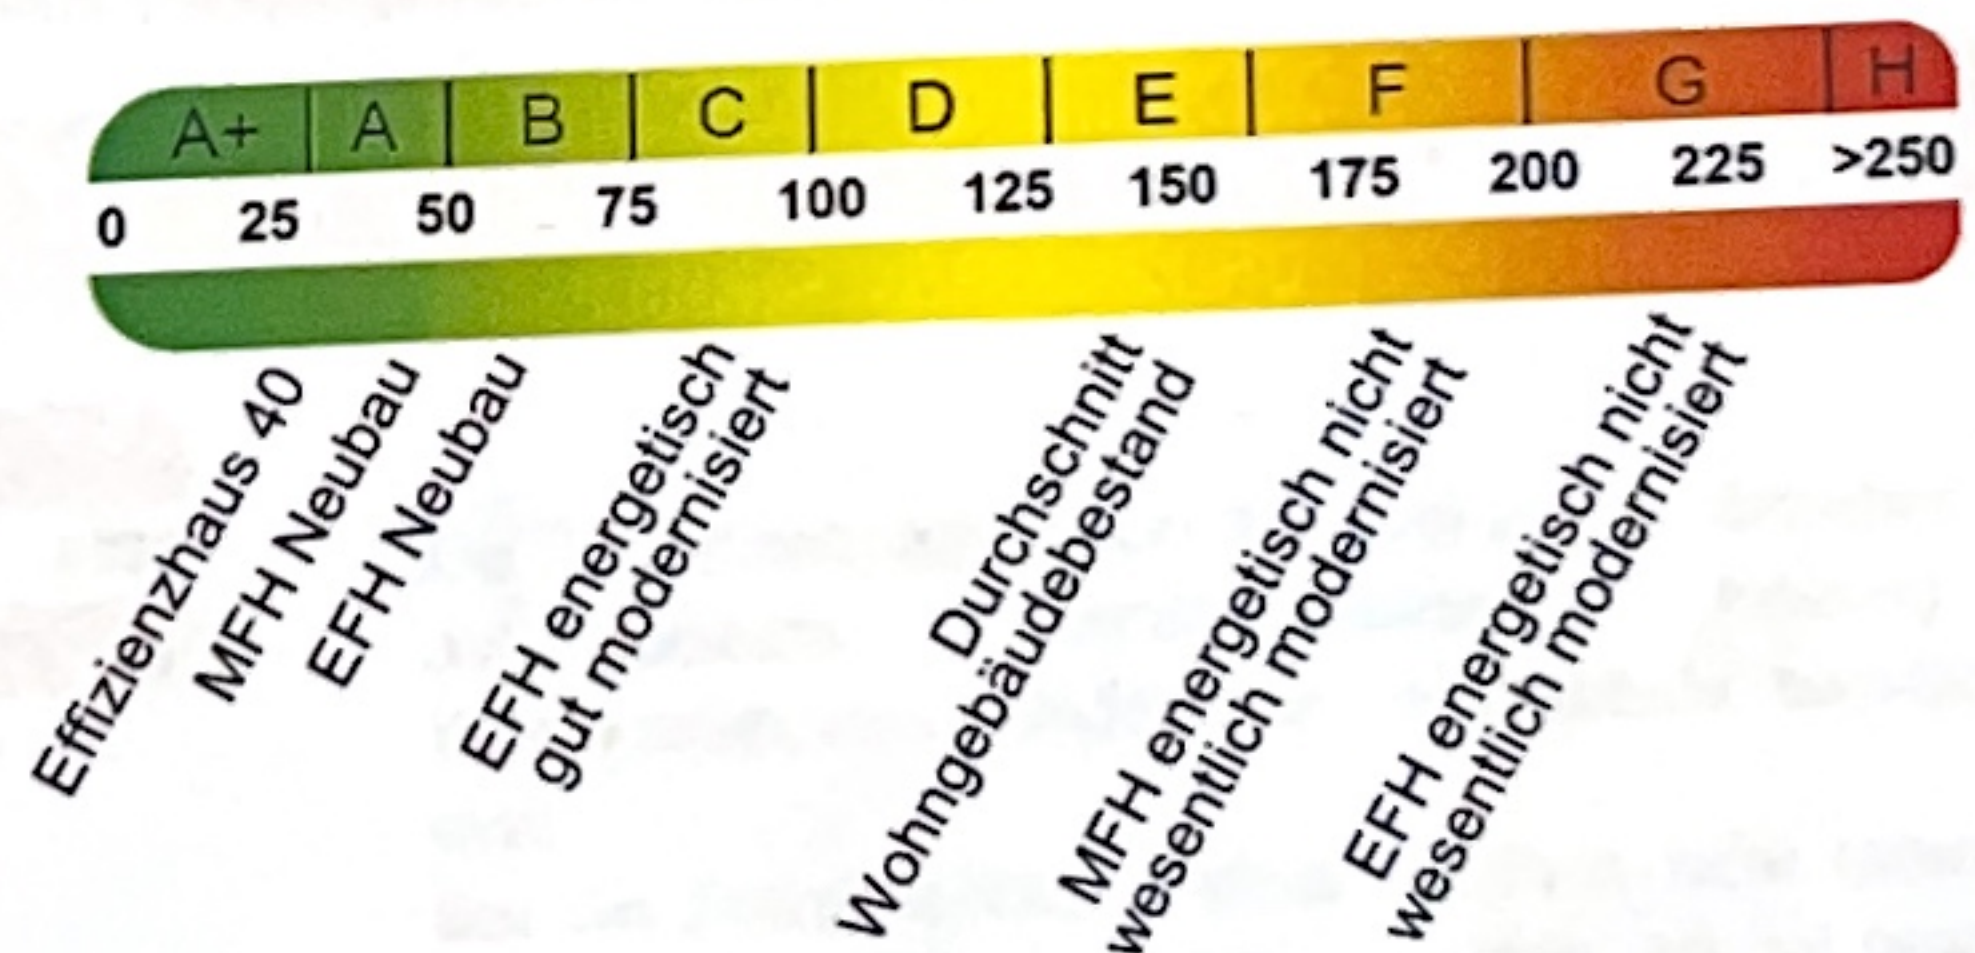 A+ A B C D E F G H
0 25 50 75 100 125 150 175 200 225 >250
Effizienzhaus 40
MFH Neubau
EFH Neubau
EFH energetisch
gut modernisiert
Durchschnitt
Wohngebäudebestand
MFH energetisch nicht
wesentlich modernisiert
EFH energetisch nicht
wesentlich modernisiert